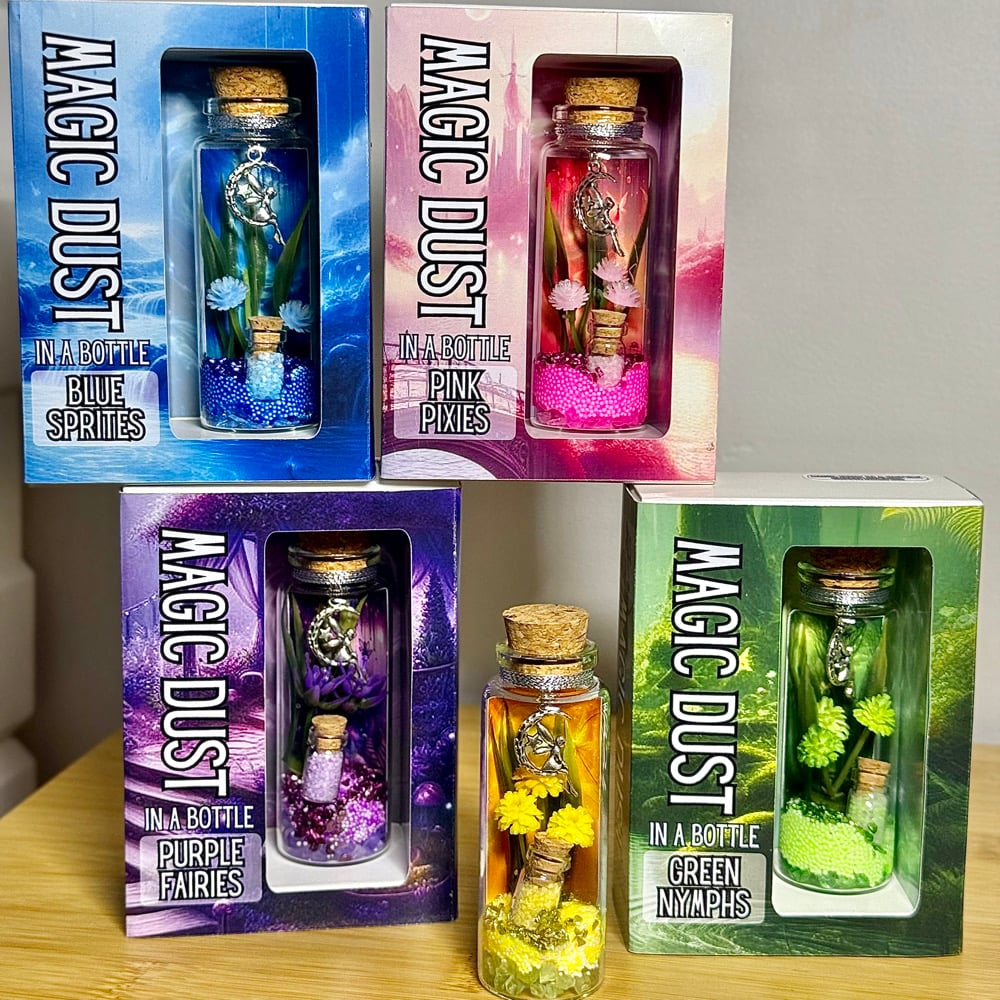 MAGIC DUST
IN A BOTTLE
BLUE
SPRITES
MAGIC DUST
IN A BOTTLE
PINK
PIXIES
MAGIC DUST
IN A BOTTLE
PURPLE
FAIRIES
MAGIC DUST
IN A BOTTLE
GREEN
NYMPHS